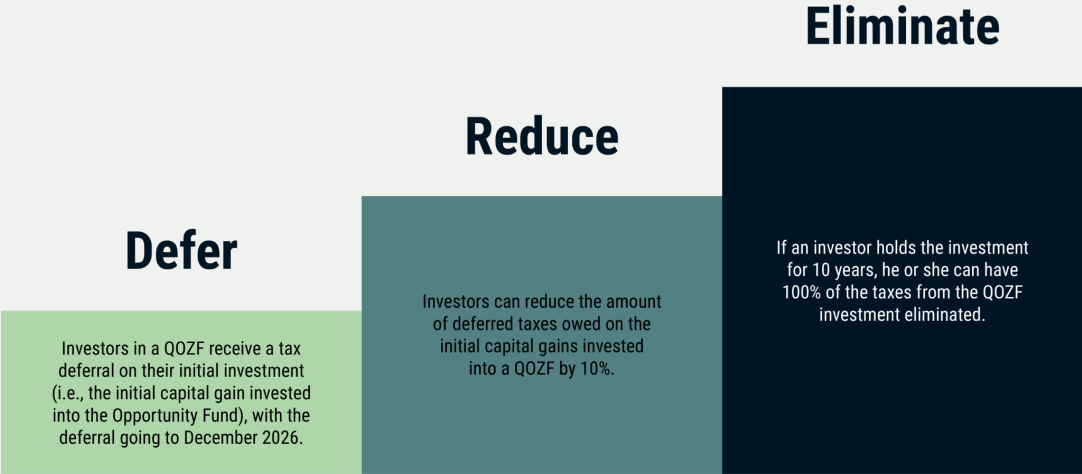 Defer
Investors in a QOZF receive a tax
deferral on their initial investment
(i.e., the initial capital gain invested
into the Opportunity Fund), with the
deferral going to December 2026.
Reduce
Investors can reduce the amount
of deferred taxes owed on the
initial capital gains invested
into a QOZF by 10%.
Eliminate
If an investor holds the investment
for 10 years, he or she can have
100% of the taxes from the QOZF
investment eliminated.